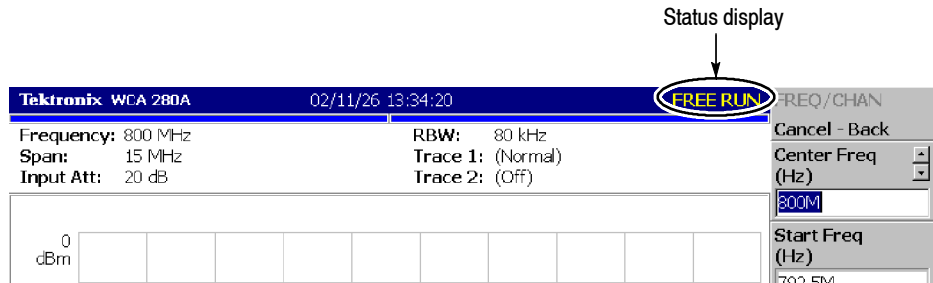 Status display
Tektronix WCA 280A 02/11/26 13:34:20 FREE RUN FREQ/CHAN
Cancel - Back
Frequency: 800 MHz RBW: 80 kHz
Span: 15 MHz Trace 1: (Normal)
Input Att: 20 dB Trace 2: (Off)
Center Freq
(Hz)
800M
Start Freq
(Hz)
792.5M
0
dBm